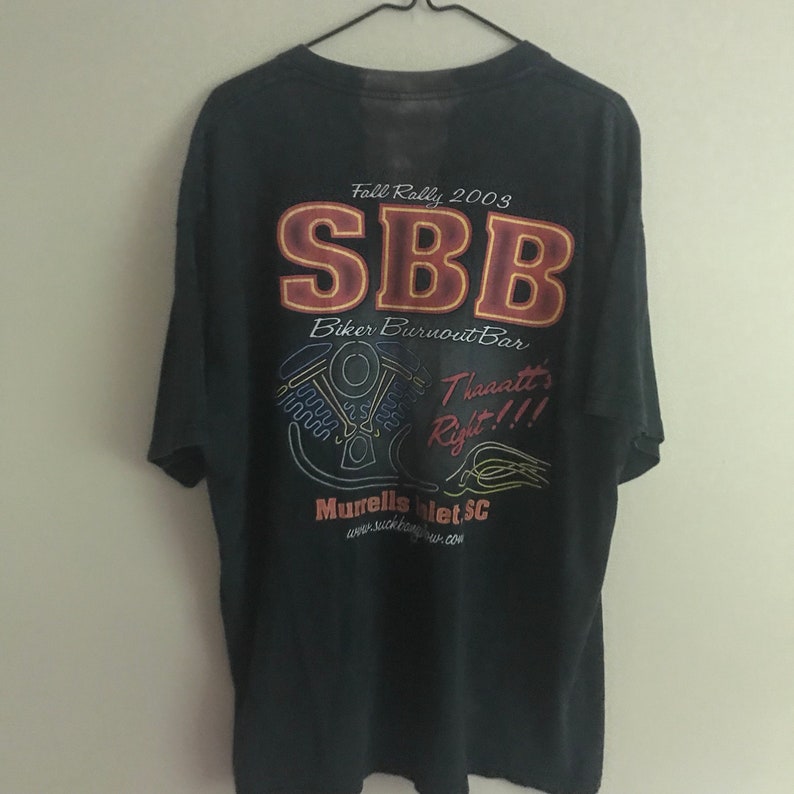 Fall Rally 2003
SBB
Biker Burnout Bar
Thaaatt's
Right!!!
Murrells Inlet, SC
www.suckbangblow.com